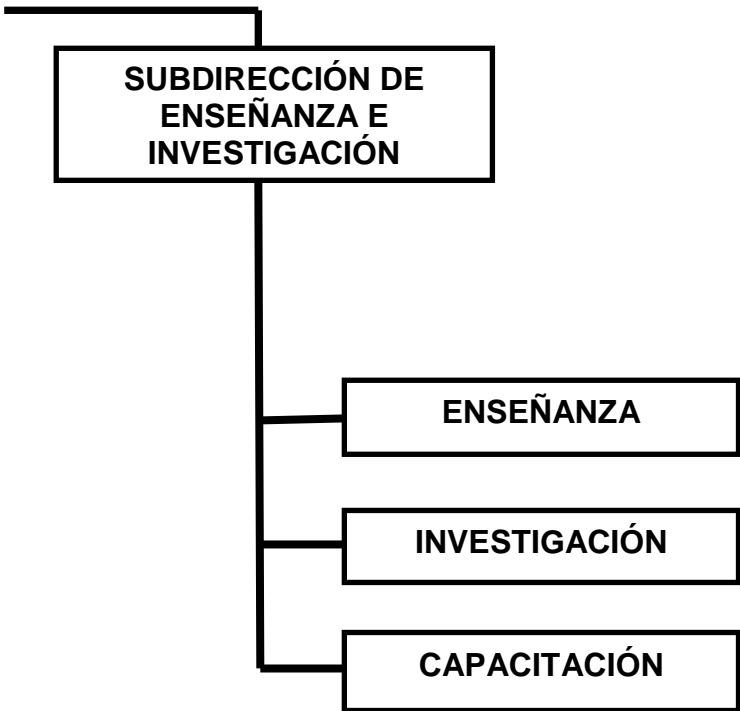 SUBDIRECCIÓN DE
ENSEÑANZA E
INVESTIGACIÓN
ENSEÑANZA
INVESTIGACIÓN
CAPACITACIÓN